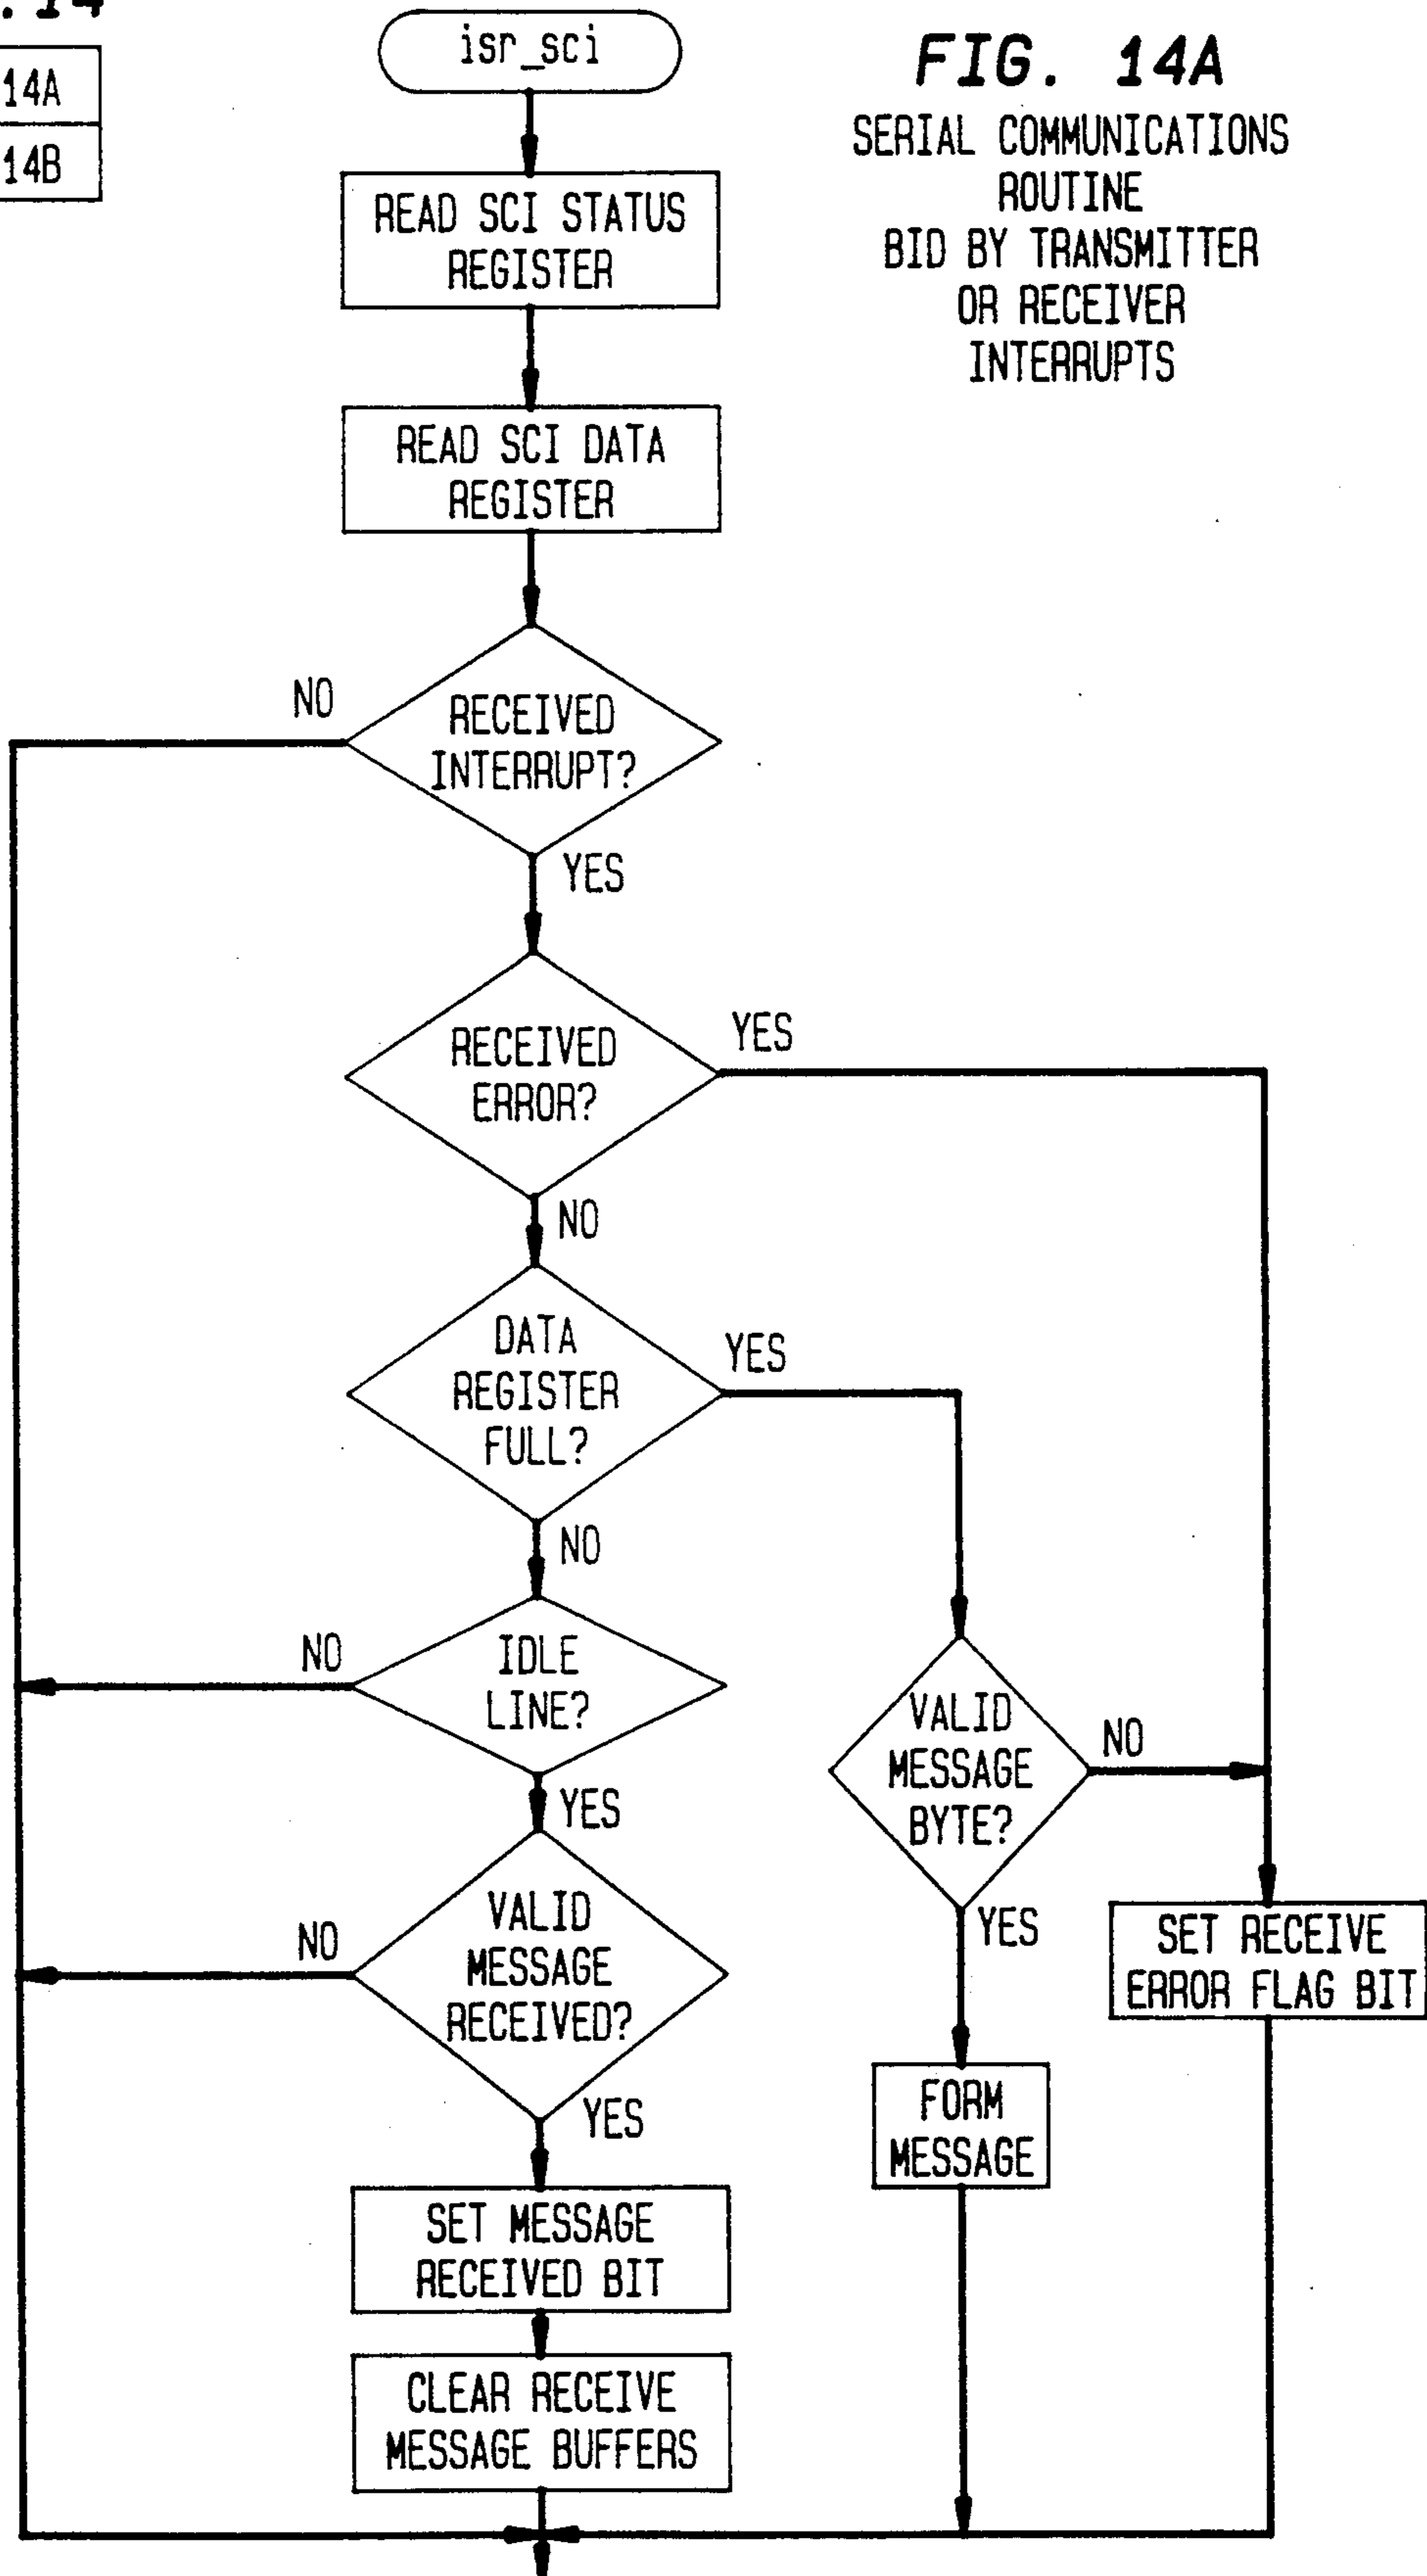 .14
14A
14B
isr_sci
FIG. 14A
SERIAL COMMUNICATIONS
ROUTINE
BID BY TRANSMITTER
OR RECEIVER
INTERRUPTS
READ SCI STATUS
REGISTER
READ SCI DATA
REGISTER
NO
RECEIVED
INTERRUPT?
YES
RECEIVED
ERROR?
YES
NO
DATA
REGISTER
FULL?
YES
NO
NO
IDLE
LINE?
YES
VALID
MESSAGE
BYTE?
NO
YES
NO
VALID
MESSAGE
RECEIVED?
YES
SET RECEIVE
ERROR FLAG BIT
FORM
MESSAGE
SET MESSAGE
RECEIVED BIT
CLEAR RECEIVE
MESSAGE BUFFERS